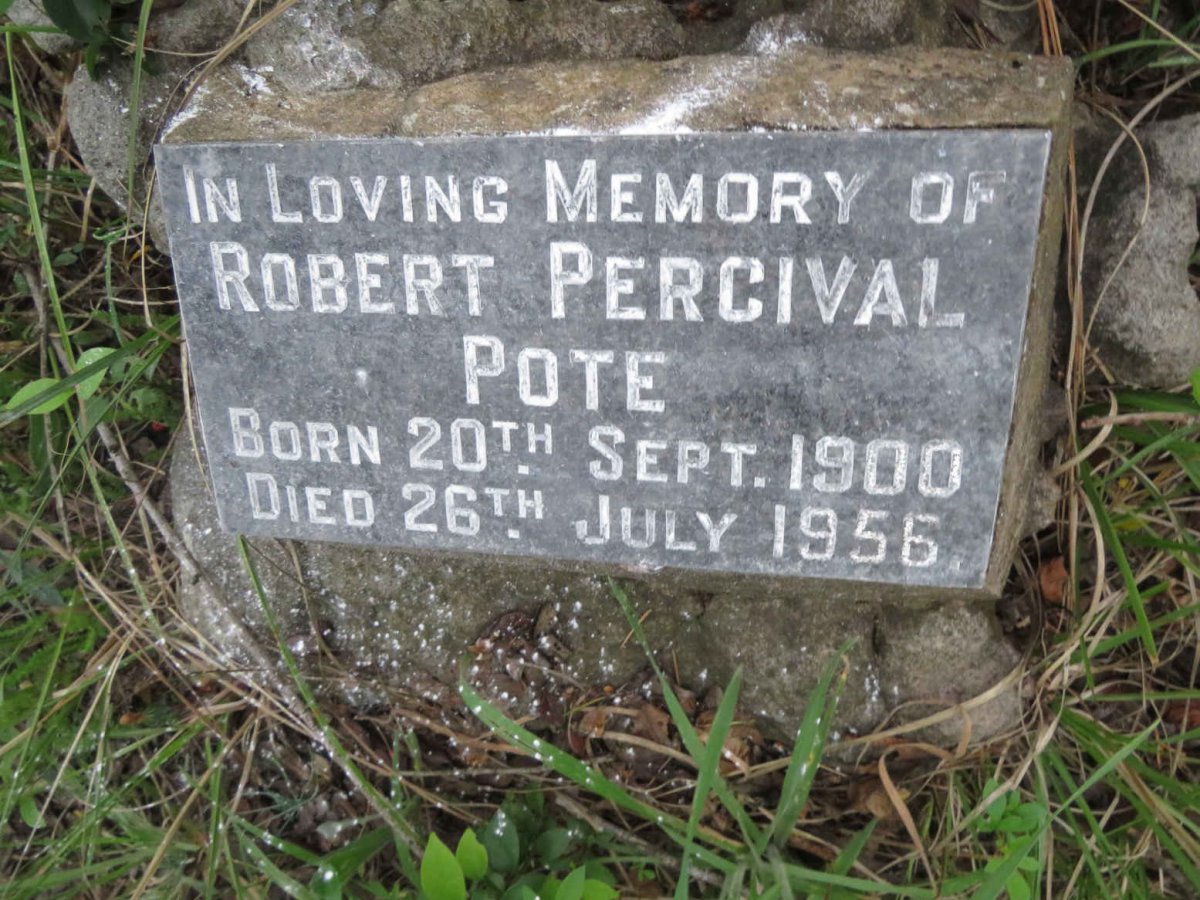 In Loving Memory of
Robert Percival
Pote
Born 20th. Sept. 1900
Died 26th. July 1956.